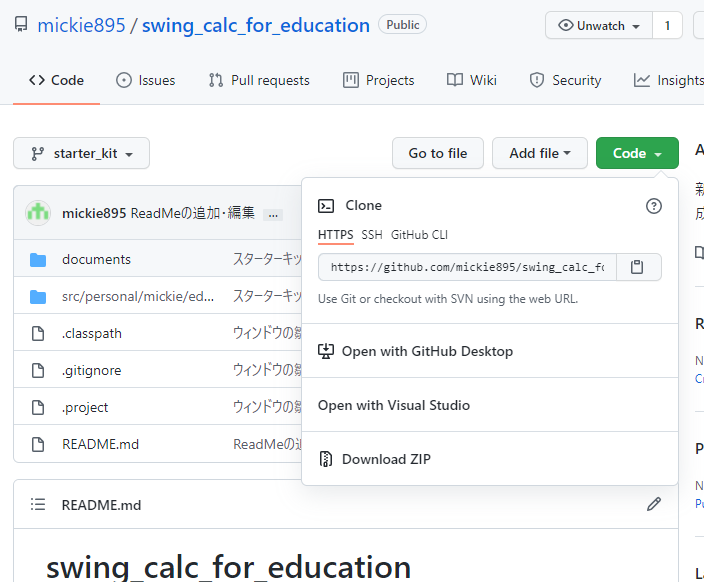 mickie895 / swing_calc_for_education Public Unwatch 1
Code Issues Pull requests Projects Wiki Security Insights
starter_kit Go to file Add file Code
mickie895 ReadMeの追加・編集 ...
documents スターターキッ
src/personal/mickie/ed... スターターキッ
.classpath ウィンドウの
.gitignore ウィンドウの
.project ウィンドウの
README.md ReadMeの
Clone
HTTPS SSH GitHub CLI
https://github.com/mickie895/swing_calc_fo
Use Git or checkout with SVN using the web URL.
Open with GitHub Desktop
Open with Visual Studio
Download ZIP
README.md
swing_calc_for_education